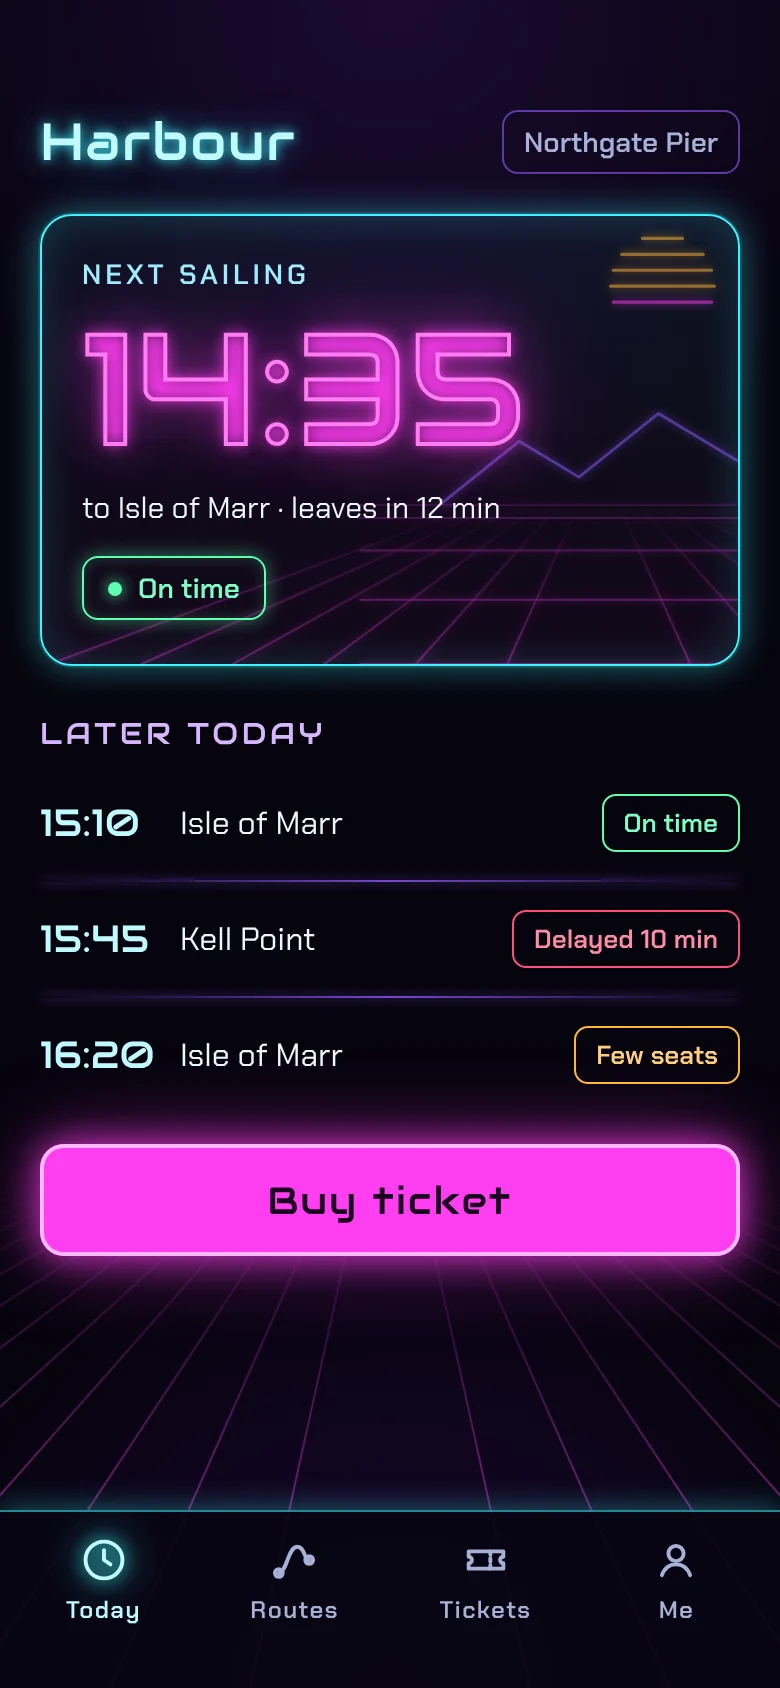 Harbour
Northgate Pier
NEXT SAILING
14:35
to Isle of Marr · leaves in 12 min
On time
LATER TODAY
15:10 Isle of Marr On time
15:45 Kell Point Delayed 10 min
16:20 Isle of Marr Few seats
Buy ticket
Today Routes Tickets Me